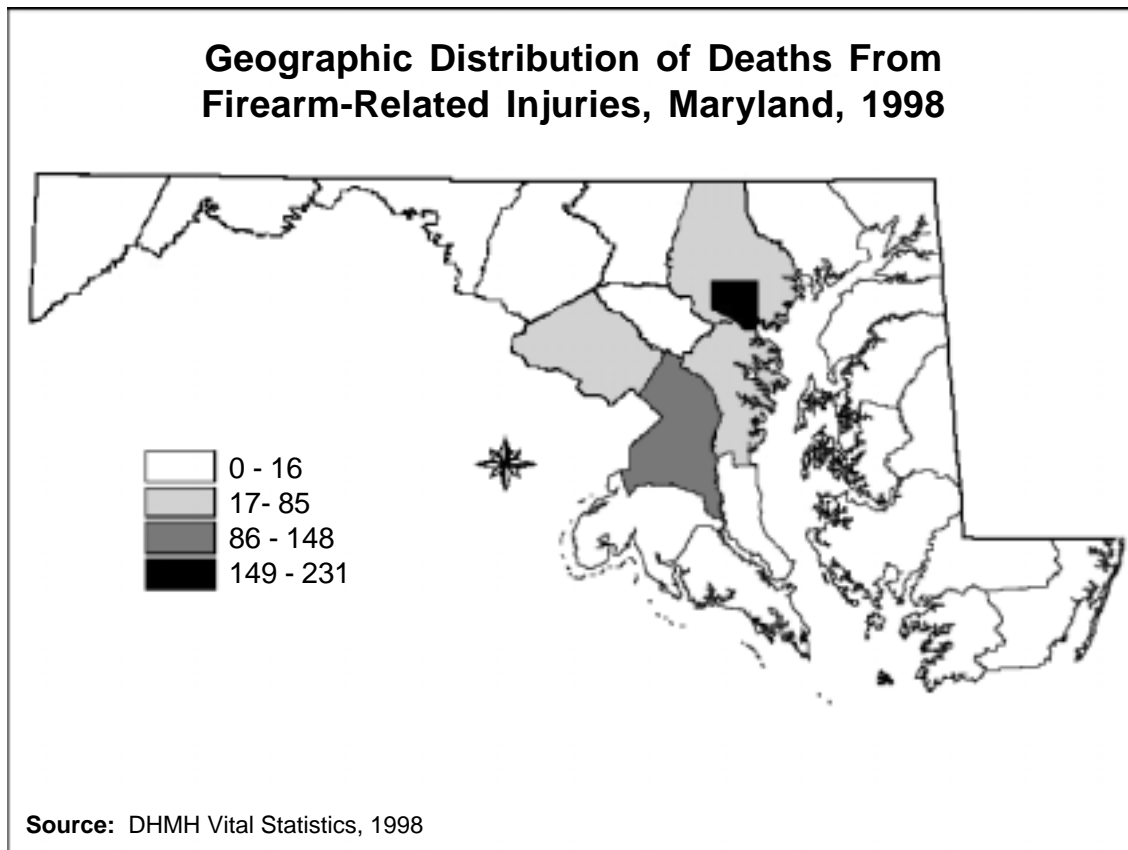 Geographic Distribution of Deaths From
Firearm-Related Injuries, Maryland, 1998
0 - 16
17- 85
86 - 148
149 - 231
Source: DHMH Vital Statistics, 1998